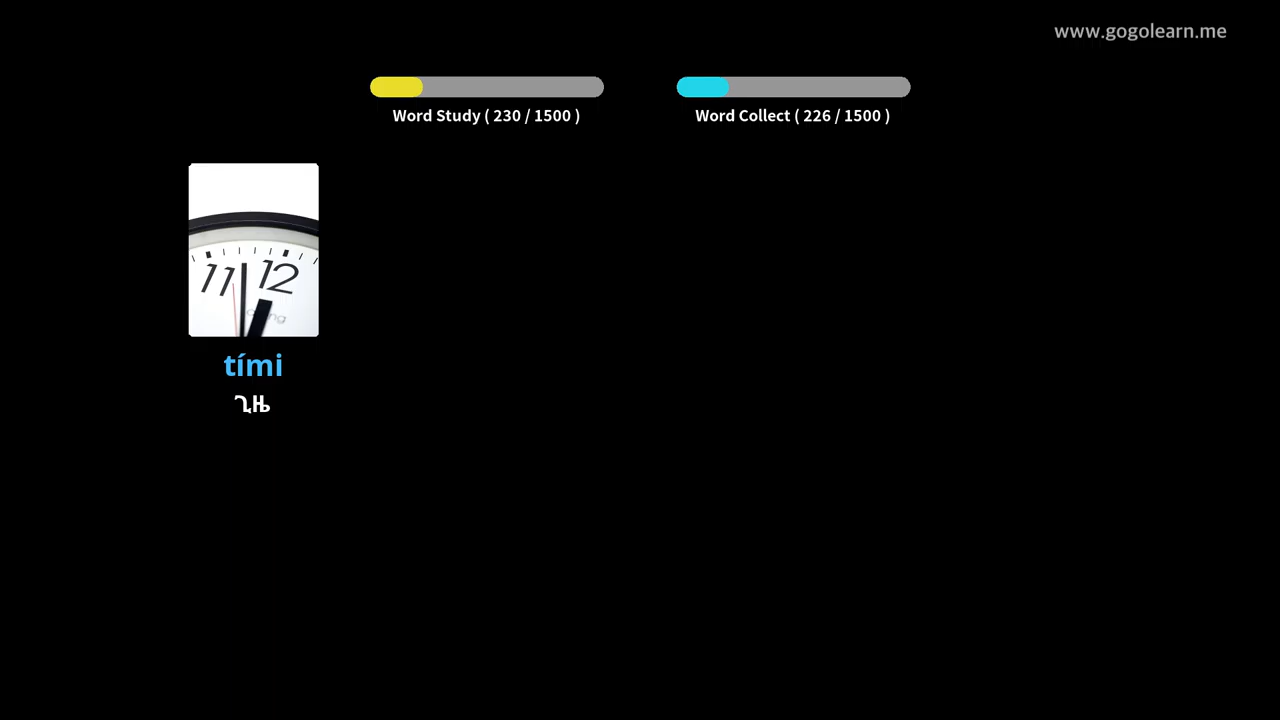 www.gogolearn.me
Word Study ( 230 / 1500 )
Word Collect ( 226 / 1500 )
11 12
tími
ጊዜ